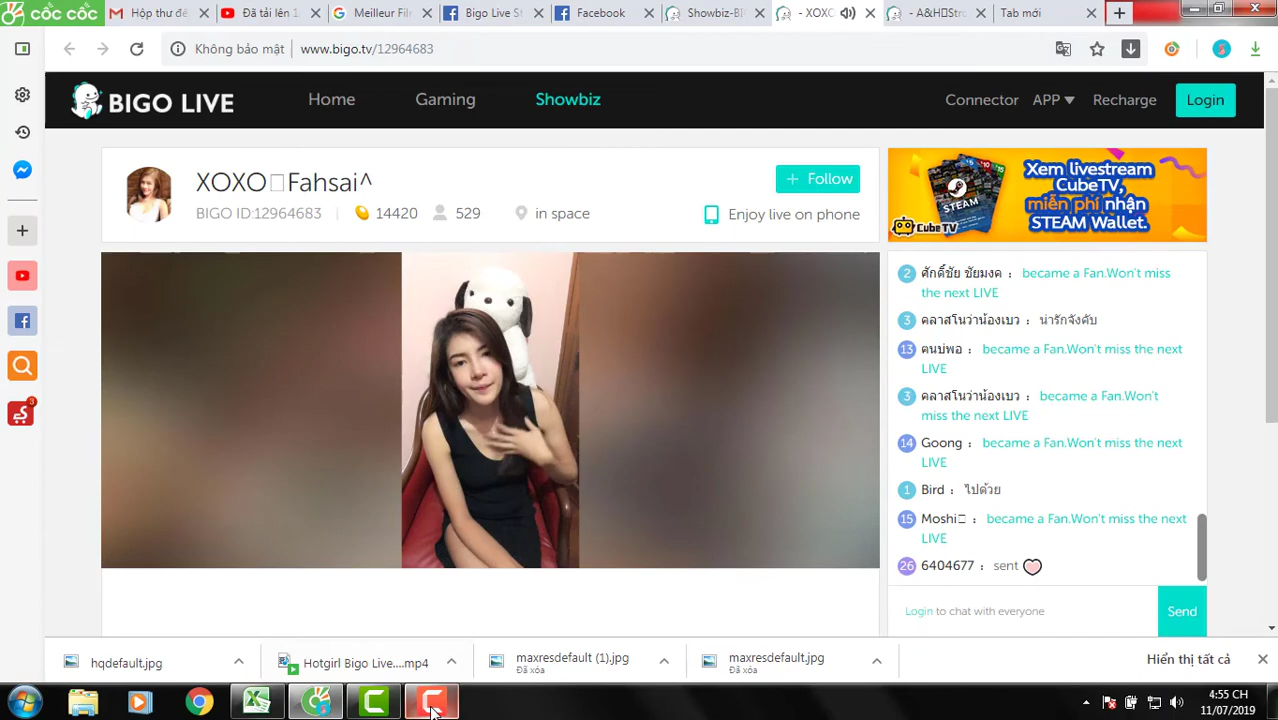 cốc cốc
Hộp thư để
Đã tải lên
Meilleur Film
Bigo Live St
Facebook
Showbiz-B
- XOXO
- A&HDStr
Tab mới
Không bảo mật
www.bigo.tv/12964683
BIGO LIVE
Home
Gaming
Showbiz
Connector
APP
Recharge
Login
XOXO Fahsai^
+ Follow
BIGO ID:12964683
14420
529
in space
Enjoy live on phone
Xem livestream
CubeTV,
miễn phí nhận
STEAM Wallet.
STEAM
Cube TV
2 ศักดิ์ชัย ชัยมงค : became a Fan.Won't miss
the next LIVE
3 คลาสโนว่าน้องเบว : น่ารักจังคับ
13 ฅนบ่พอ : became a Fan.Won't miss the next
LIVE
3 คลาสโนว่าน้องเบว : became a Fan.Won't
miss the next LIVE
14 Goong : became a Fan.Won't miss the next
LIVE
1 Bird : ไปด้วย
15 Moshi : became a Fan.Won't miss the next
LIVE
26 6404677 : sent
Login to chat with everyone
Send
3
hqdefault.jpg
Hotgirl Bigo Live....mp4
maxresdefault (1).jpg
Đã xóa
maxresdefault.jpg
Đã xóa
Hiển thị tất cả
4:55 CH
11/07/2019